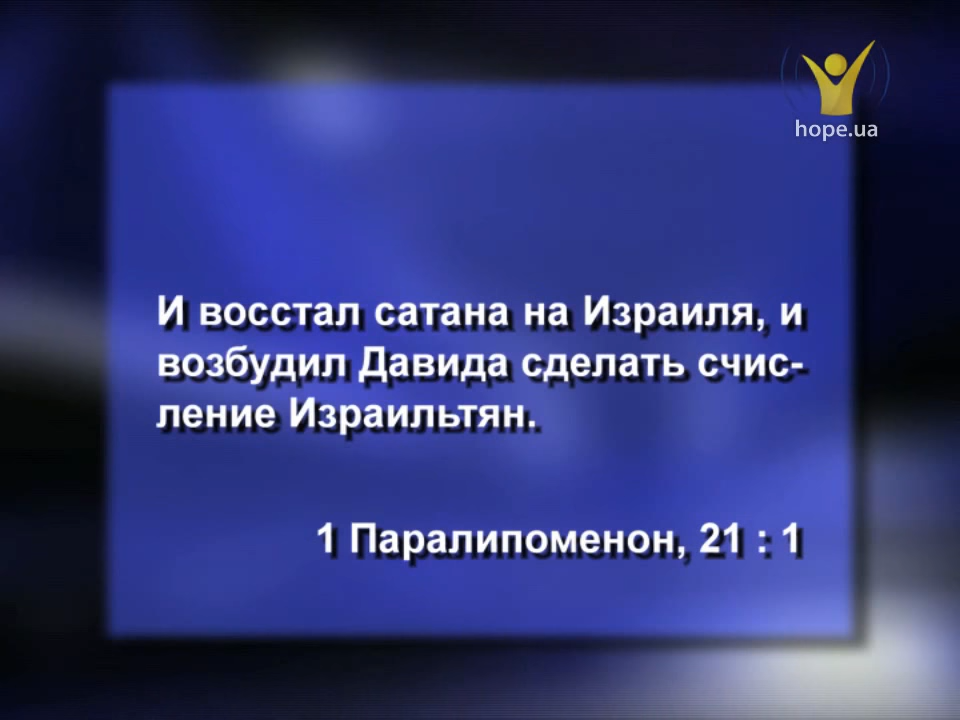 hope.ua
И восстал сатана на Израиля, и
возбудил Давида сделать счис-
ление Израильтян.
1 Паралипоменон, 21 : 1